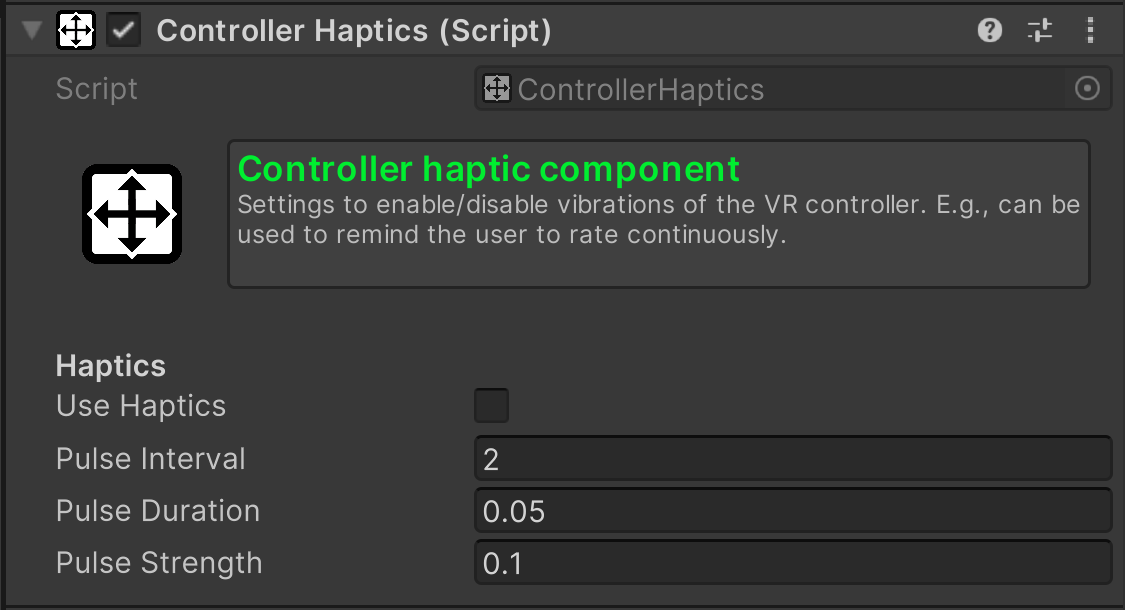 Controller Haptics (Script)
Script
ControllerHaptics
Controller haptic component
Settings to enable/disable vibrations of the VR controller. E.g., can be
used to remind the user to rate continuously.
Haptics
Use Haptics
Pulse Interval
2
Pulse Duration
0.05
Pulse Strength
0.1